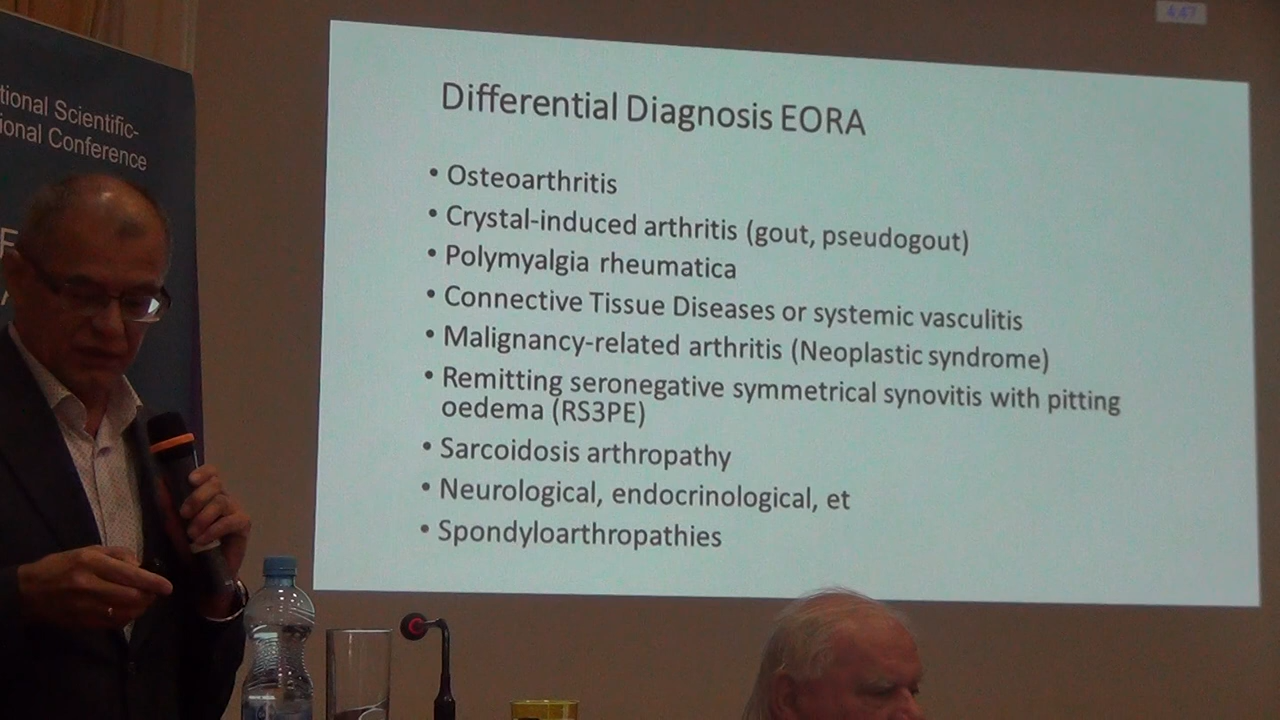 tional Scientific-
ional Conference
F
4:47
Differential Diagnosis EORA
• Osteoarthritis
• Crystal-induced arthritis (gout, pseudogout)
• Polymyalgia rheumatica
• Connective Tissue Diseases or systemic vasculitis
• Malignancy-related arthritis (Neoplastic syndrome)
• Remitting seronegative symmetrical synovitis with pitting
oedema (RS3PE)
• Sarcoidosis arthropathy
• Neurological, endocrinological, et
• Spondyloarthropathies